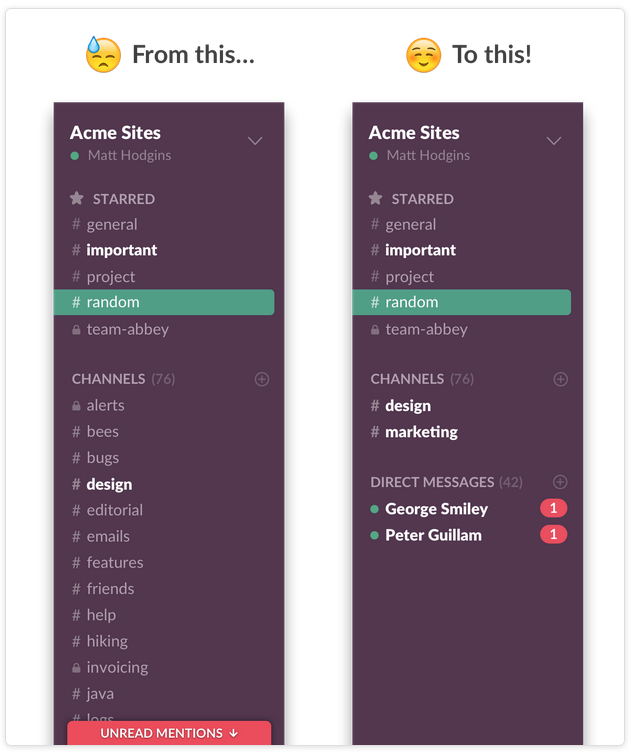 From this...
Acme Sites
Matt Hodgins
STARRED
# general
# important
# project
# random
team-abbey
CHANNELS (76)
alerts
# bees
# bugs
# design
# editorial
# emails
# features
# friends
# help
# hiking
invoicing
# java
# logs
UNREAD MENTIONS ↓
To this!
Acme Sites
Matt Hodgins
STARRED
# general
# important
# project
# random
team-abbey
CHANNELS (76)
# design
# marketing
DIRECT MESSAGES (42)
George Smiley 1
Peter Guillam 1